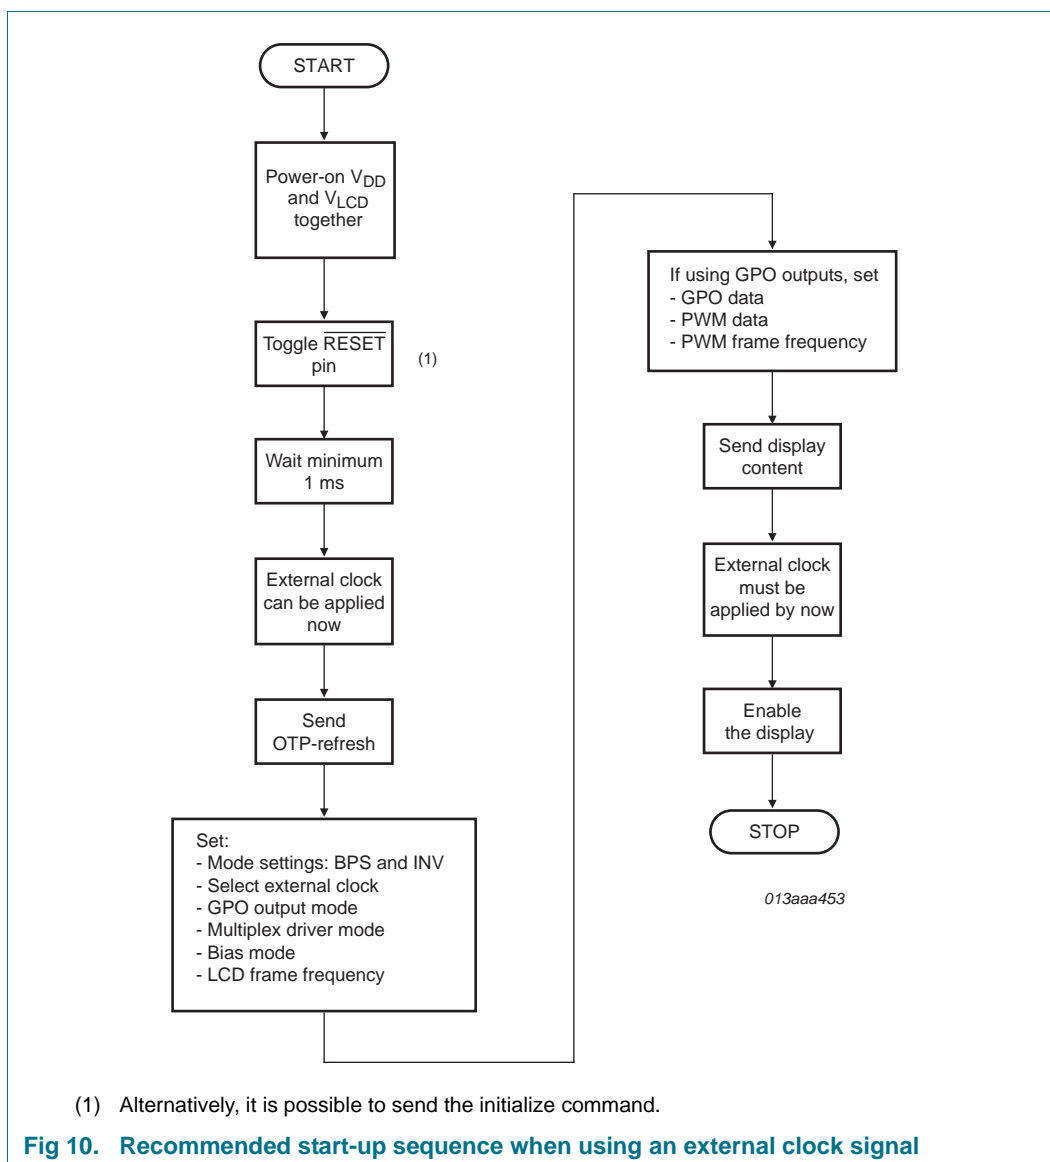 START
Power-on VDD
and VLCD
together
Toggle RESET
pin
(1)
Wait minimum
1 ms
External clock
can be applied
now
Send
OTP-refresh
Set:
- Mode settings: BPS and INV
- Select external clock
- GPO output mode
- Multiplex driver mode
- Bias mode
- LCD frame frequency
If using GPO outputs, set
- GPO data
- PWM data
- PWM frame frequency
Send display
content
External clock
must be
applied by now
Enable
the display
STOP
013aaa453
(1) Alternatively, it is possible to send the initialize command.
Fig 10. Recommended start-up sequence when using an external clock signal